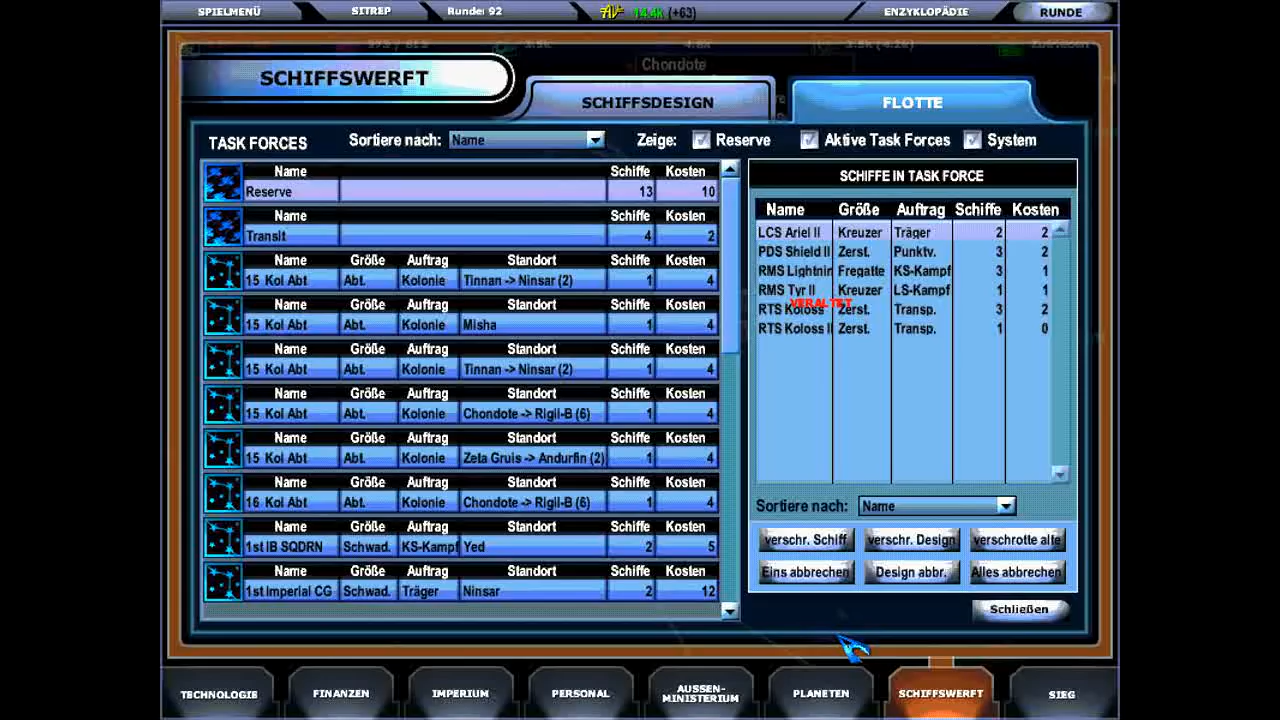 SPIELMENÜ SITREP Runde: 92 14.4k (+63) ENZYKLOPÄDIE RUNDE
Chondote
SCHIFFSWERFT
SCHIFFSDESIGN FLOTTE
TASK FORCES Sortiere nach: Name Zeige: Reserve Aktive Task Forces System
Name Schiffe Kosten
Reserve 13 10
Name Schiffe Kosten
Transit 4 2
Name Größe Auftrag Standort Schiffe Kosten
15 Kol Abt Abt. Kolonie Tinnan -> Ninsar (2) 1 4
Name Größe Auftrag Standort Schiffe Kosten
15 Kol Abt Abt. Kolonie Misha 1 4
Name Größe Auftrag Standort Schiffe Kosten
15 Kol Abt Abt. Kolonie Tinnan -> Ninsar (2) 1 4
Name Größe Auftrag Standort Schiffe Kosten
15 Kol Abt Abt. Kolonie Chondote -> Rigil-B (6) 1 4
Name Größe Auftrag Standort Schiffe Kosten
15 Kol Abt Abt. Kolonie Zeta Gruis -> Andurfin (2) 1 4
Name Größe Auftrag Standort Schiffe Kosten
16 Kol Abt Abt. Kolonie Chondote -> Rigil-B (6) 1 4
Name Größe Auftrag Standort Schiffe Kosten
1st IB SQDRN Schwad. KS-Kampf Yed 2 5
Name Größe Auftrag Standort Schiffe Kosten
1st Imperial CG Schwad. Träger Ninsar 2 12
SCHIFFE IN TASK FORCE
Name Größe Auftrag Schiffe Kosten
LCS Ariel II Kreuzer Träger 2 2
PDS Shield II Zerst. Punktv. 3 2
RMS Lightnin Fregatte KS-Kampf 3 1
RMS Tyr II Kreuzer LS-Kampf 1 1
VERALTET
RTS Koloss Zerst. Transp. 3 2
RTS Koloss II Zerst. Transp. 1 0
Sortiere nach: Name
verschr. Schiff verschr. Design verschrotte alte
Eins abbrechen Design abbr. Alles abbrechen
Schließen
TECHNOLOGIE FINANZEN IMPERIUM PERSONAL AUSSEN-
MINISTERIUM PLANETEN SCHIFFSWERFT SIEG